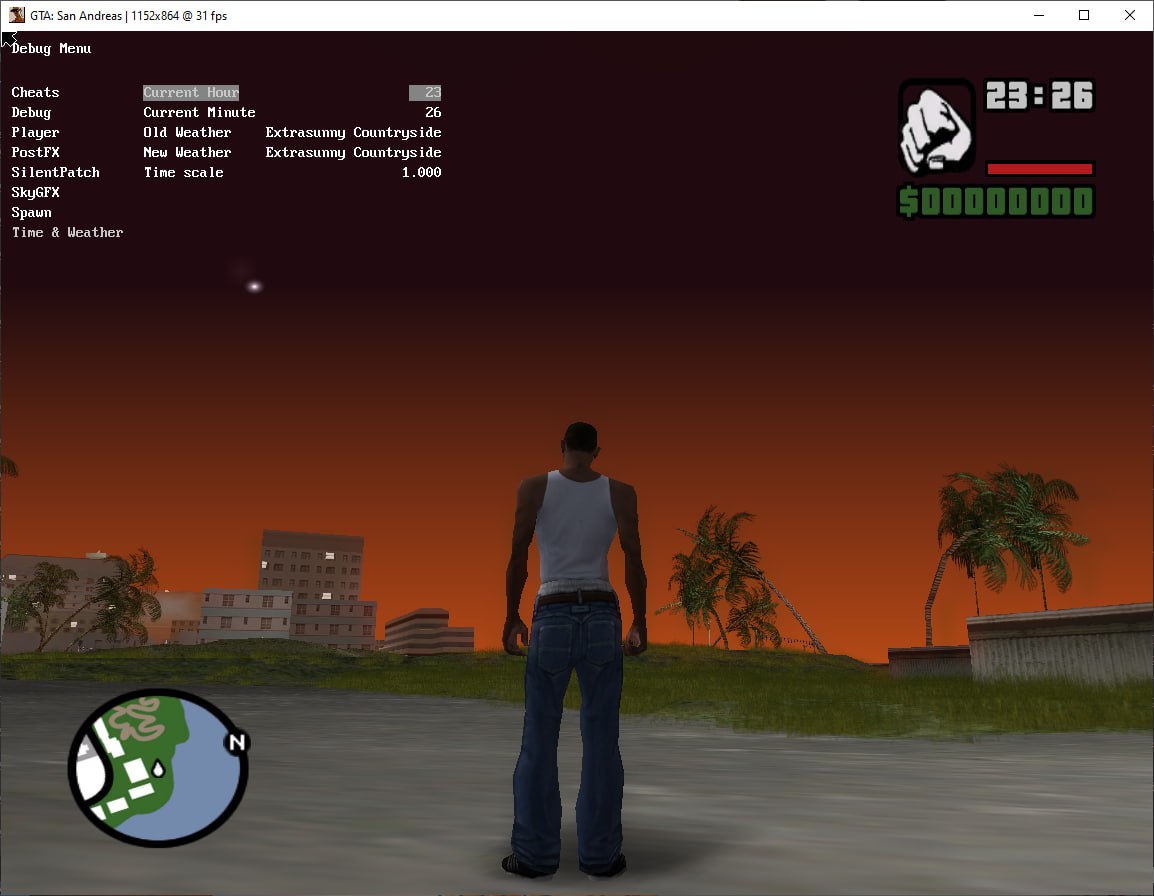 GTA: San Andreas | 1152x864 @ 31 fps
Debug Menu
23:26
Cheats Current Hour 23
Debug Current Minute 26
Player Old Weather Extrasunny Countryside
PostFX New Weather Extrasunny Countryside
SilentPatch Time scale 1.000
SkyGFX
$00000000
Spawn
Time & Weather
N